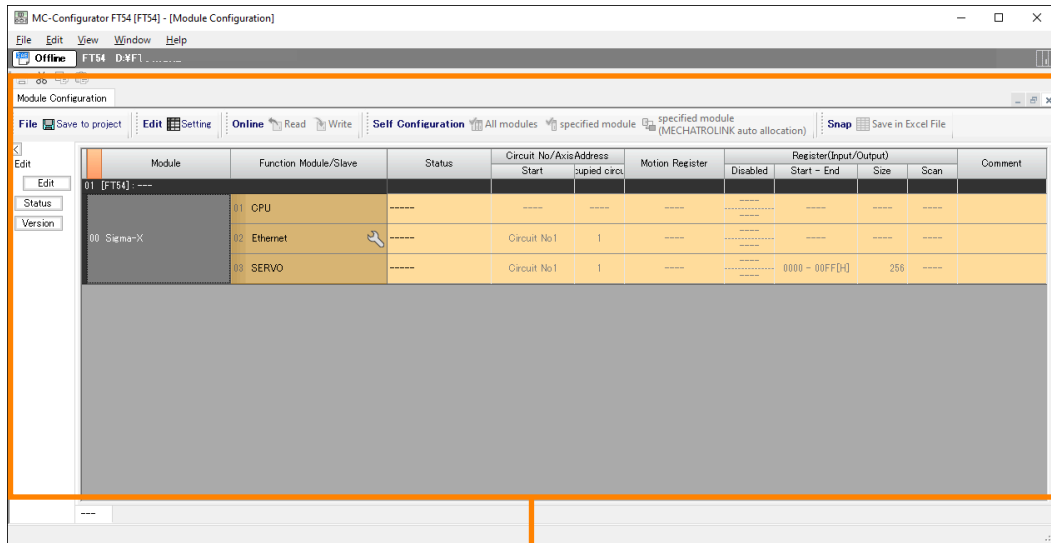 MC-Configurator FT54 [FT54] - [Module Configuration]
File Edit View Window Help
Offline FT54 D:¥F
Module Configuration
File Save to project Edit Setting Online Read Write Self Configuration All modules specified module specified module (MECHATROLINK auto allocation) Snap Save in Excel File
Edit
Edit
Status
Version
Module Function Module/Slave Status Circuit No/AxisAddress Motion Register Register(Input/Output) Comment
Start cupied circu Disabled Start - End Size Scan
01 [FT54] : ---
00 Sigma-X
01 CPU ----- ---- ---- ---- ---- ---- ---- ---- ----
02 Ethernet ----- Circuit No1 1 ---- ---- ---- ---- ---- ----
03 SERVO ----- Circuit No1 1 ---- ---- ---- 0000 - 00FF[H] 256 ----
---